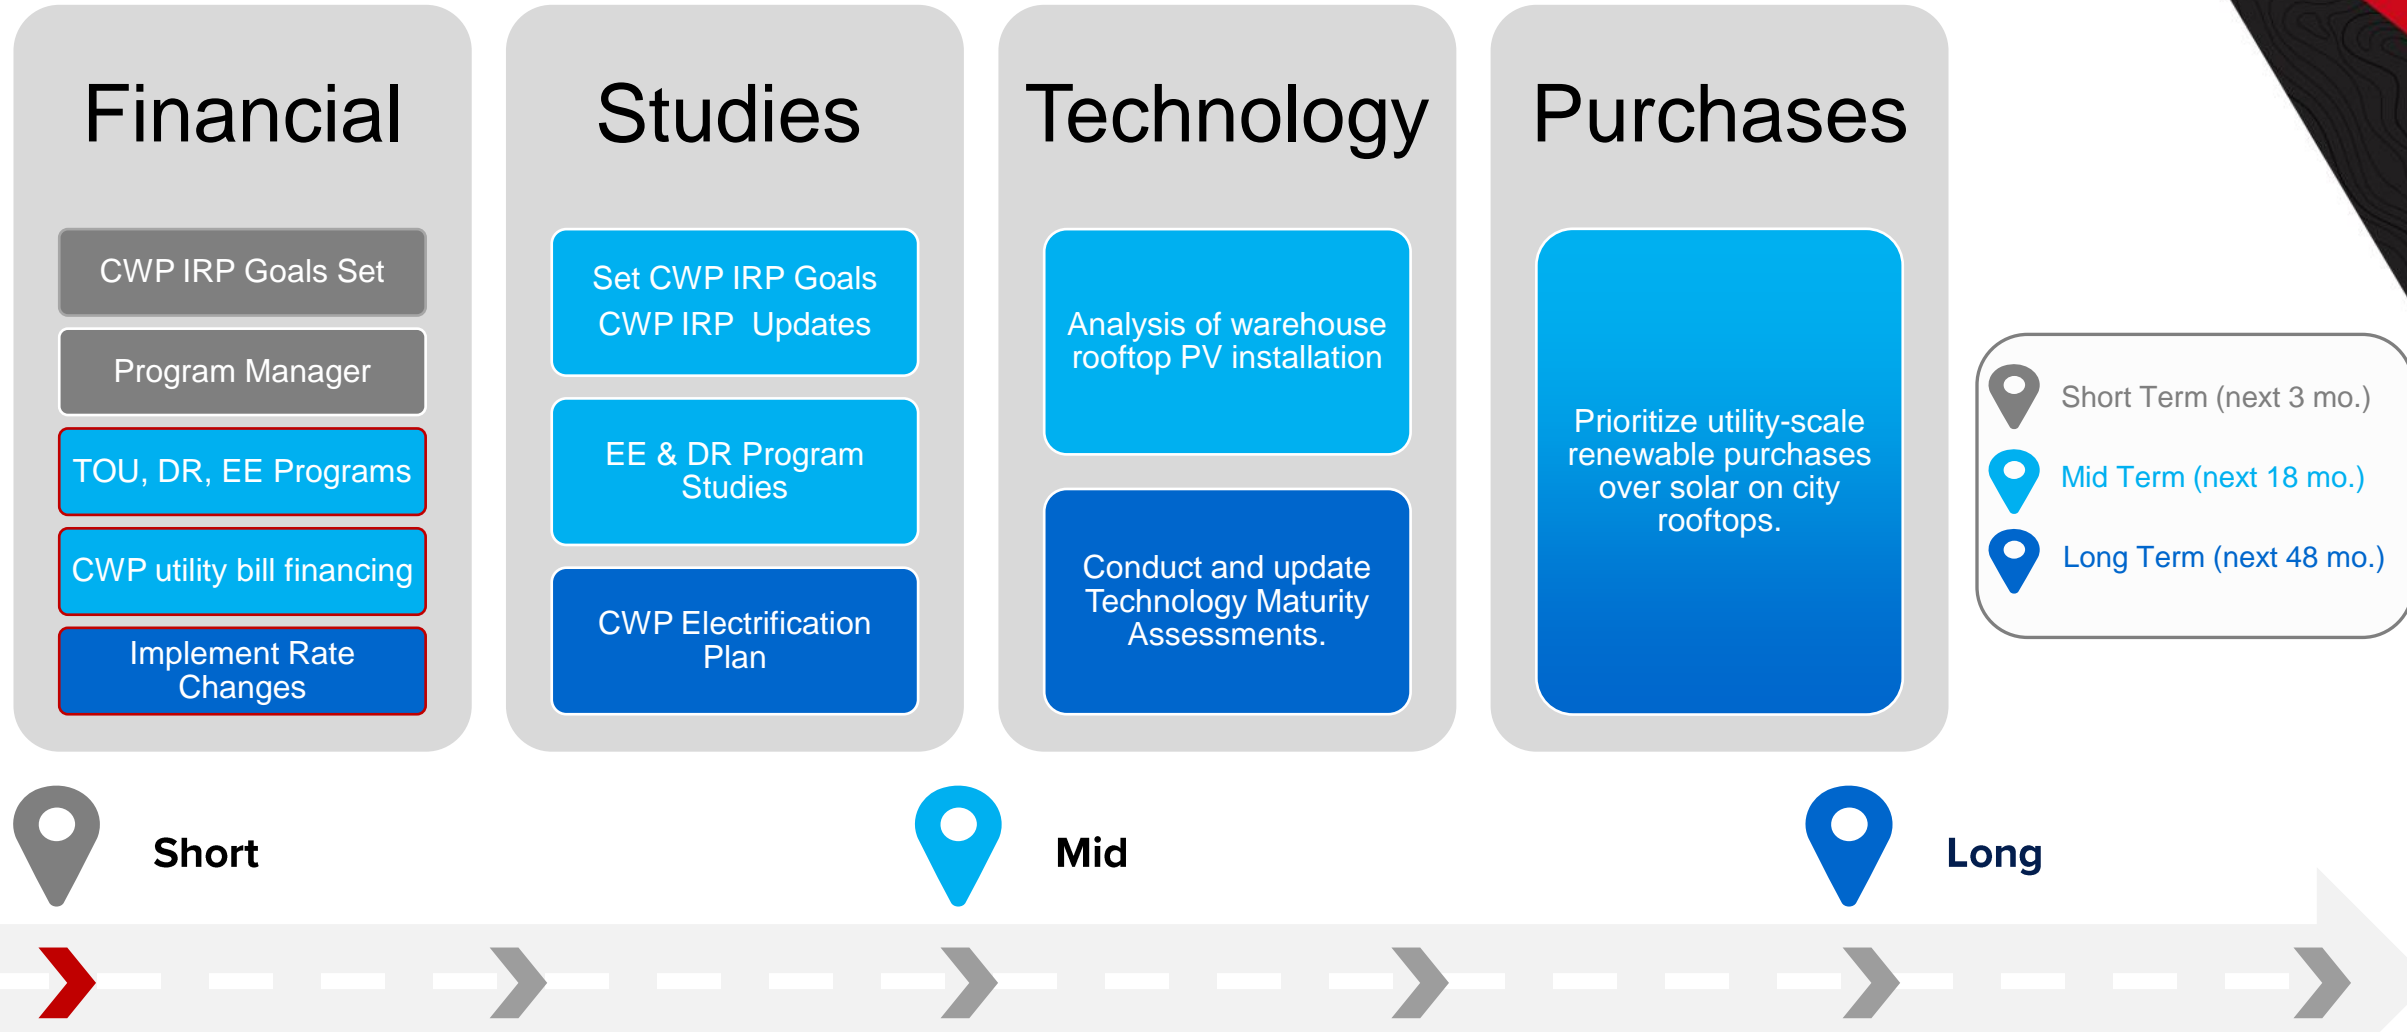 Financial
CWP IRP Goals Set
Program Manager
TOU, DR, EE Programs
CWP utility bill financing
Implement Rate
Changes
Studies
Set CWP IRP Goals
CWP IRP Updates
EE & DR Program
Studies
CWP Electrification
Plan
Technology
Analysis of warehouse
rooftop PV installation
Conduct and update
Technology Maturity
Assessments.
Purchases
Prioritize utility-scale
renewable purchases
over solar on city
rooftops.
Short Term (next 3 mo.)
Mid Term (next 18 mo.)
Long Term (next 48 mo.)
Short
Mid
Long